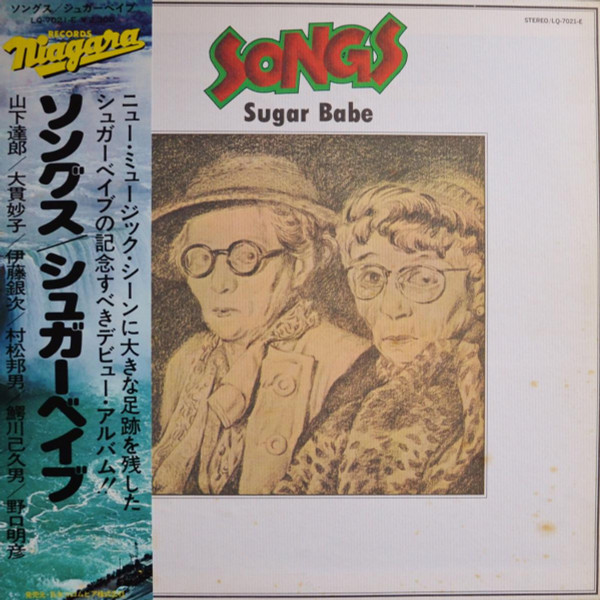 ソングス／シュガーベイブ
LQ-7021-E
RECORDS
Niagara
ニュー・ミュージック・シーンに大きな足跡を残した
シュガーベイブの記念すべきデビュー・アルバム!!
ソングス／シュガーベイブ
山下達郎／大貫妙子／伊藤銀次／村松邦男／鰐川己久男／野口明彦
STEREO/LQ-7021-E
SONGS
Sugar Babe